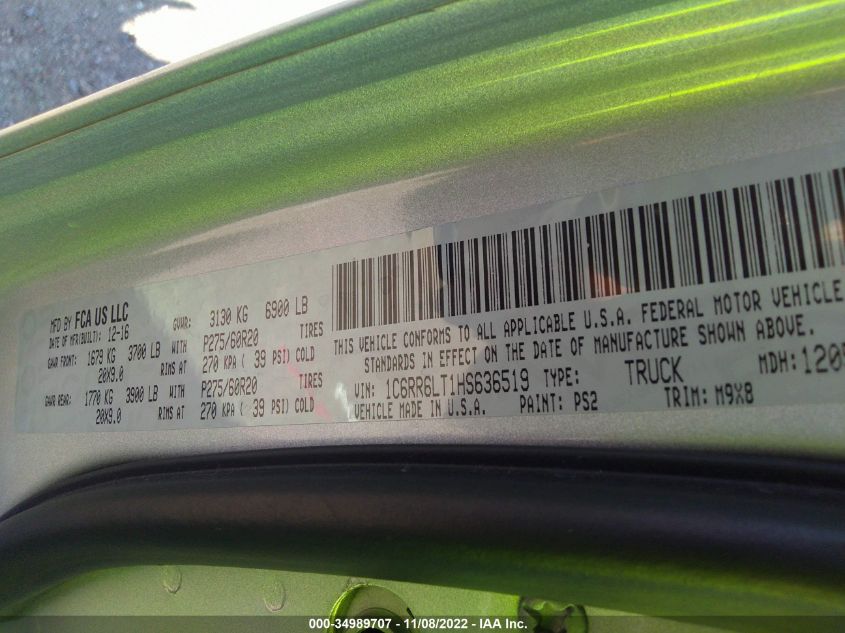 MFD BY FCA US LLC
DATE OF MFR(BUILT): 12-16 GVWR: 3130 KG 6900 LB
GAWR FRONT: 1679 KG 3700 LB WITH P275/60R20 TIRES
20X9.0 RIMS AT 270 KPA ( 39 PSI) COLD
GAWR REAR: 1770 KG 3900 LB WITH P275/60R20 TIRES
20X9.0 RIMS AT 270 KPA ( 39 PSI) COLD
THIS VEHICLE CONFORMS TO ALL APPLICABLE U.S.A. FEDERAL MOTOR VEHICLE
STANDARDS IN EFFECT ON THE DATE OF MANUFACTURE SHOWN ABOVE.
VIN: 1C6RR6LT1HS636519 TYPE: TRUCK MDH:
VEHICLE MADE IN U.S.A. PAINT: PS2 TRIM: M9X8
000-34989707 - 11/08/2022 - IAA Inc.